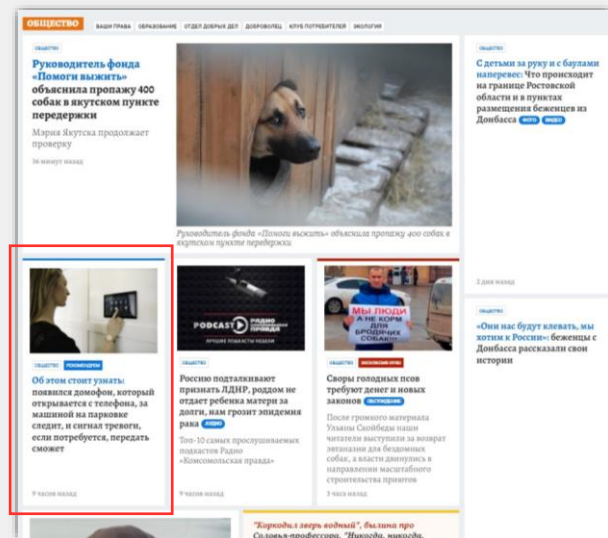 ОБЩЕСТВО
ВАШИ ПРАВА ОБРАЗОВАНИЕ ОТДЕЛ ДОБРЫХ ДЕЛ ДОБРОВОЛЕЦ КЛУБ ПОТРЕБИТЕЛЕЙ ЭКОЛОГИЯ
ОБЩЕСТВО
Руководитель фонда
«Помоги выжить»
объяснила пропажу 400
собак в якутском пункте
передержки
Мэрия Якутска продолжает
проверку
36 минут назад
Руководитель фонда «Помоги выжить» объяснила пропажу 400 собак в
якутском пункте передержки
ОБЩЕСТВО
С детьми за руку и с баулами
наперевес: Что происходит
на границе Ростовской
области и в пунктах
размещения беженцев из
Донбасса ФОТО ВИДЕО
2 дня назад
ОБЩЕСТВО
«Они нас будут клевать, мы
хотим к России»: беженцы с
Донбасса рассказали свои
истории
ОБЩЕСТВО РЕКОМЕНДУЕМ
Об этом стоит узнать:
появился домофон, который
открывается с телефона, за
машиной на парковке
следит, и сигнал тревоги,
если потребуется, передать
сможет
9 часов назад
PODCAST РАДИО
ПРАВДА
ЛУЧШИЕ ПОДКАСТЫ НЕДЕЛИ
ОБЩЕСТВО
Россию подталкивают
признать ЛДНР, роддом не
отдает ребенка матери за
долги, нам грозит эпидемия
рака АУДИО
Топ-10 самых прослушиваемых
подкастов Радио
«Комсомольская правда»
9 часов назад
МЫ ЛЮДИ
А НЕ КОРМ
ДЛЯ
БРОДЯЧИХ
СОБАК!!!
ОБЩЕСТВО
Своры голодных псов
требуют денег и новых
законов ОБСУЖДЕНИЕ
После громкого материала
Ульяны Скойбеды наши
читатели выступили за возврат
эвтаназии для бездомных
собак, а власти двинулись в
направлении масштабного
строительства приютов
3 часа назад
"Коркодил зверь водный", былина про
Соловья-профессора, "Никогда, никогда,